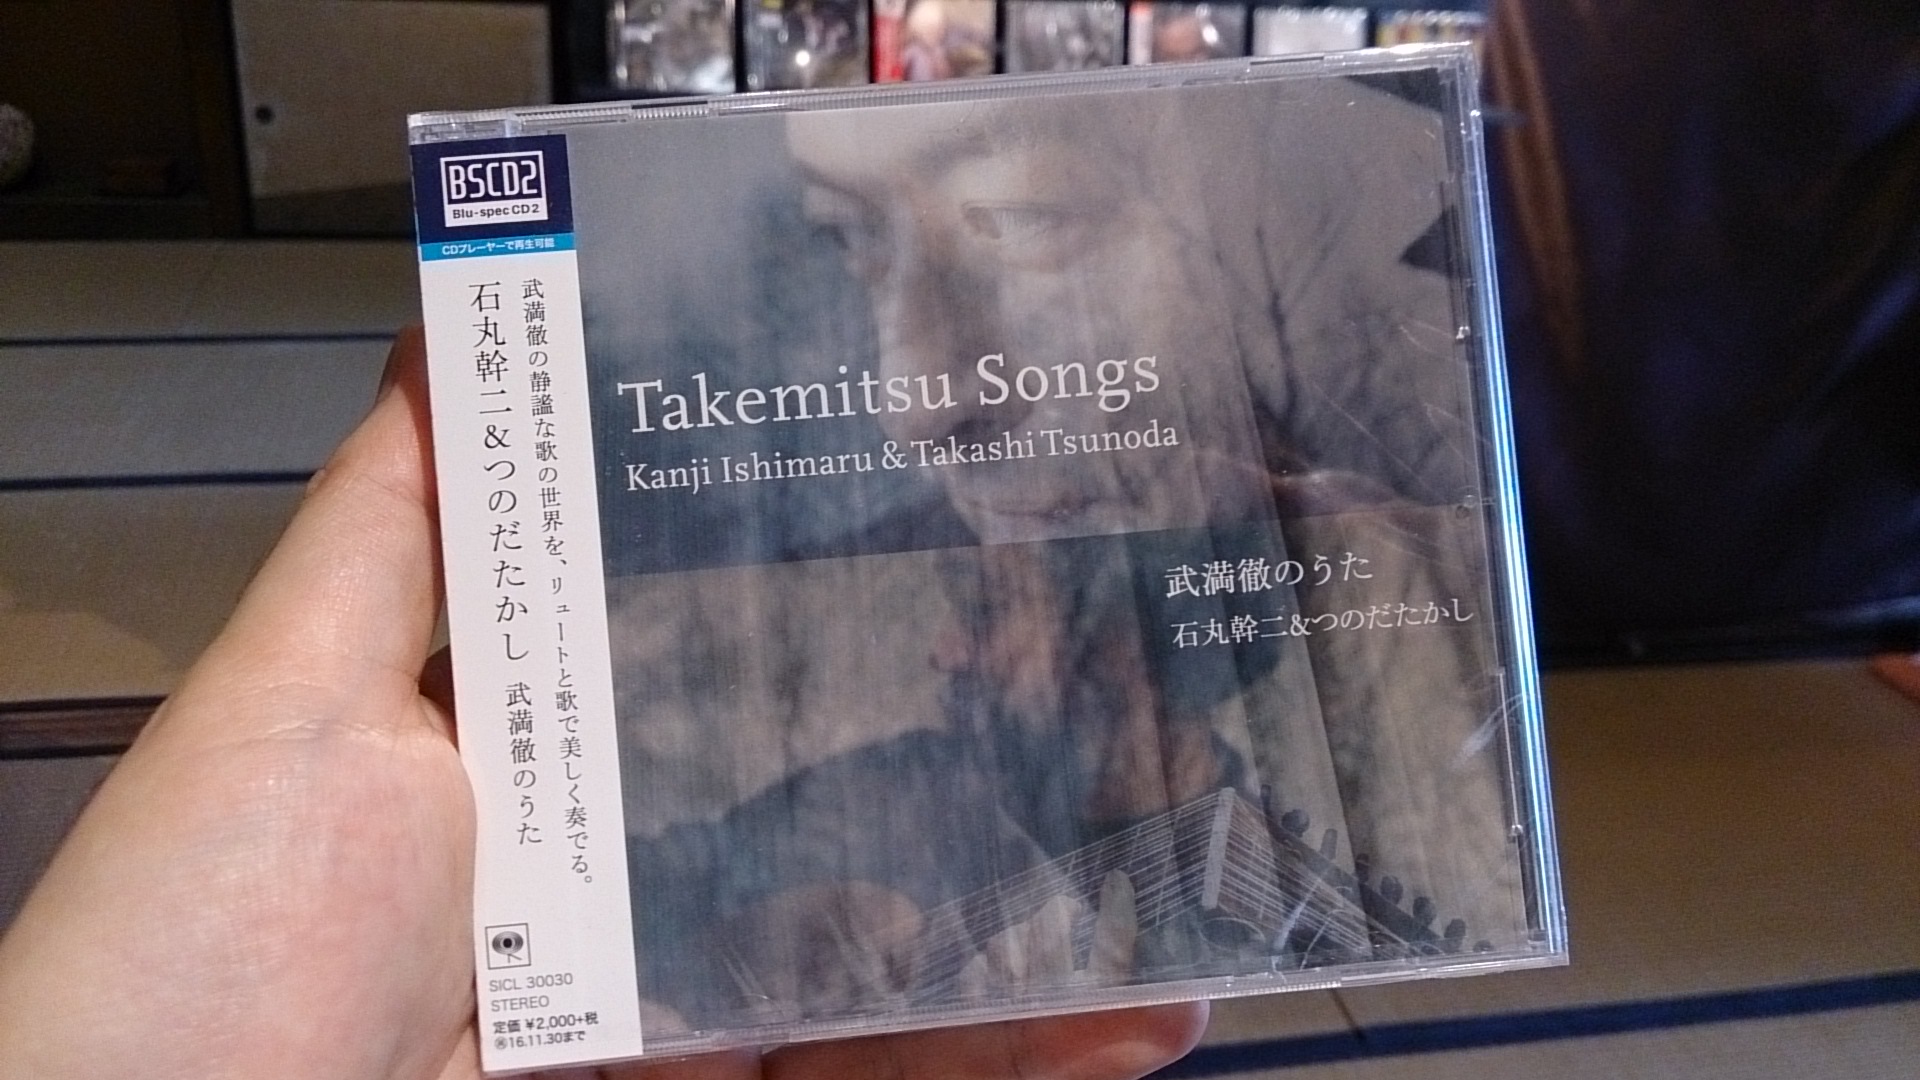 BSCD2
Blu-spec CD2
CDプレーヤーで再生可能
武満徹の静謐な歌の世界を、リュートと歌で美しく奏でる。
石丸幹二&つのだたかし 武満徹のうた
SICL 30030
STEREO
定価 ¥2,000+税
㊇16.11.30まで
Takemitsu Songs
Kanji Ishimaru & Takashi Tsunoda
武満徹のうた
石丸幹二&つのだたかし